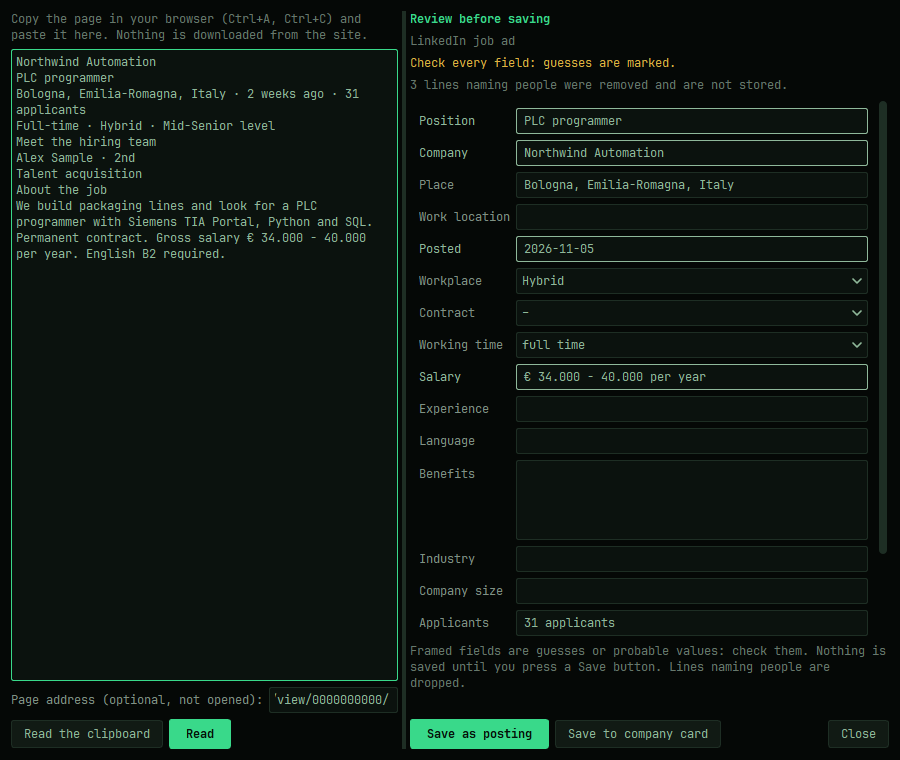 Copy the page in your browser (Ctrl+A, Ctrl+C) and
paste it here. Nothing is downloaded from the site.
Northwind Automation
PLC programmer
Bologna, Emilia-Romagna, Italy · 2 weeks ago · 31
applicants
Full-time · Hybrid · Mid-Senior level
Meet the hiring team
Alex Sample · 2nd
Talent acquisition
About the job
We build packaging lines and look for a PLC
programmer with Siemens TIA Portal, Python and SQL.
Permanent contract. Gross salary € 34.000 - 40.000
per year. English B2 required.
Page address (optional, not opened): view/0000000000/
Read the clipboard
Read
Review before saving
LinkedIn job ad
Check every field: guesses are marked.
3 lines naming people were removed and are not stored.
Position PLC programmer
Company Northwind Automation
Place Bologna, Emilia-Romagna, Italy
Work location
Posted 2026-11-05
Workplace Hybrid
Contract –
Working time full time
Salary € 34.000 - 40.000 per year
Experience
Language
Benefits
Industry
Company size
Applicants 31 applicants
Framed fields are guesses or probable values: check them. Nothing is
saved until you press a Save button. Lines naming people are
dropped.
Save as posting
Save to company card
Close